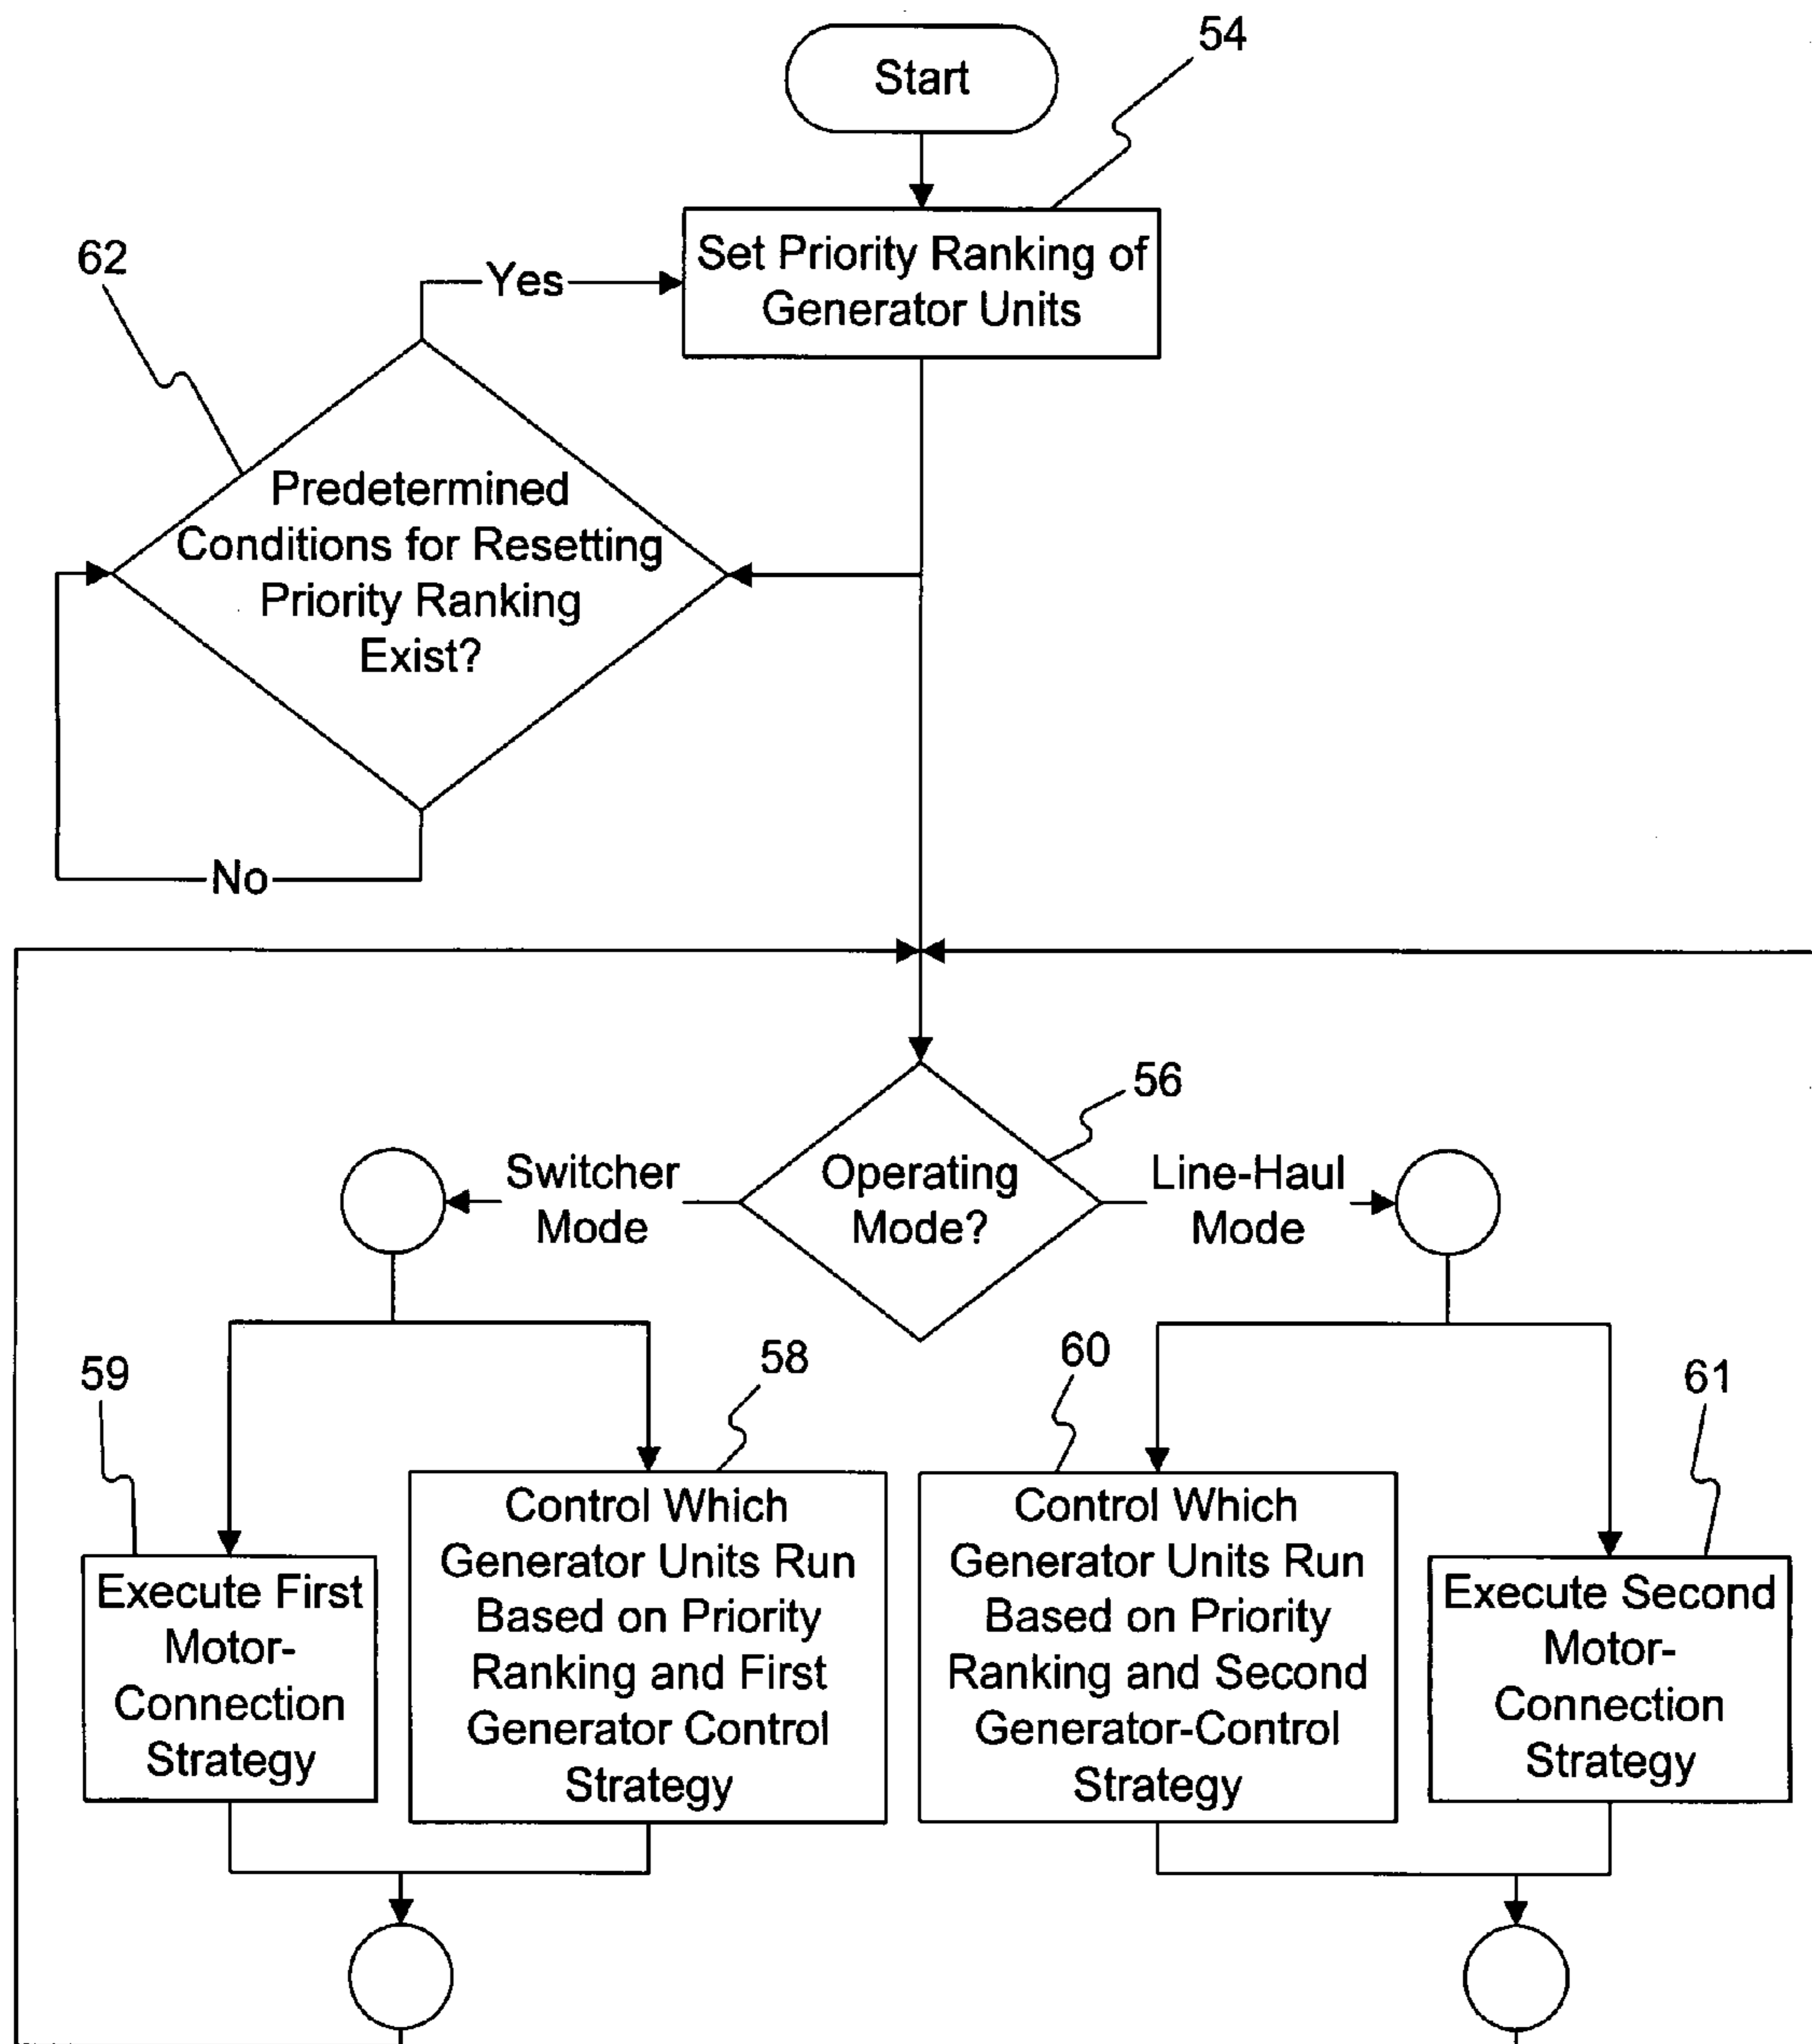 Start
54
Set Priority Ranking of
Generator Units
62
Yes
Predetermined
Conditions for Resetting
Priority Ranking
Exist?
No
56
Operating
Mode?
Switcher
Mode
Line-Haul
Mode
59
58
60
61
Execute First
Motor-
Connection
Strategy
Control Which
Generator Units Run
Based on Priority
Ranking and First
Generator Control
Strategy
Control Which
Generator Units Run
Based on Priority
Ranking and Second
Generator-Control
Strategy
Execute Second
Motor-
Connection
Strategy